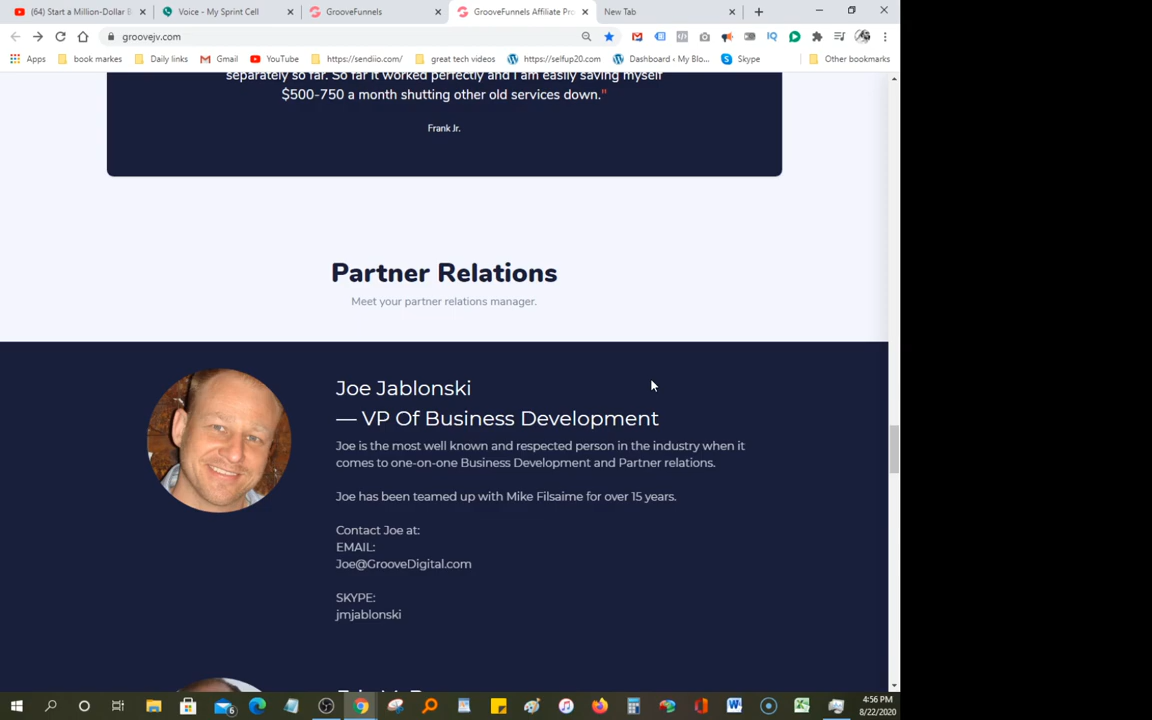 (64) Start a Million-Dollar B
Voice - My Sprint Cell
GrooveFunnels
GrooveFunnels Affiliate Pro
New Tab
groovejv.com
Apps
book markes
Daily links
Gmail
YouTube
https://sendiio.com/
great tech videos
https://selfup20.com
Dashboard ‹ My Blo...
Skype
Other bookmarks
separately so far. So far it worked perfectly and I am easily saving myself
$500-750 a month shutting other old services down."
Frank Jr.
Partner Relations
Meet your partner relations manager.
Joe Jablonski
— VP Of Business Development
Joe is the most well known and respected person in the industry when it
comes to one-on-one Business Development and Partner relations.
Joe has been teamed up with Mike Filsaime for over 15 years.
Contact Joe at:
EMAIL:
Joe@GrooveDigital.com
SKYPE:
jmjablonski
4:56 PM
8/22/2020